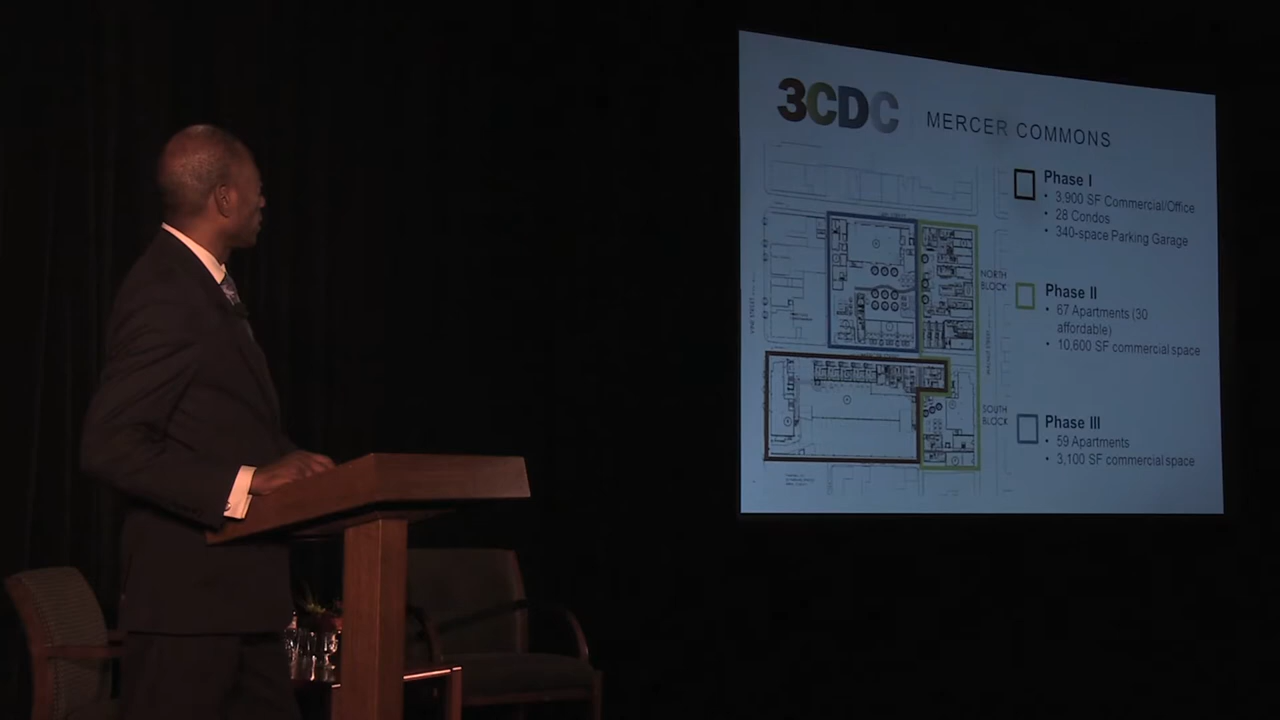 3CDC
MERCER COMMONS
Phase I
• 3,900 SF Commercial/Office
• 28 Condos
• 340-space Parking Garage
NORTH
BLOCK
Phase II
• 67 Apartments (30
affordable)
• 10,600 SF commercial space
SOUTH
BLOCK
Phase III
• 59 Apartments
• 3,100 SF commercial space